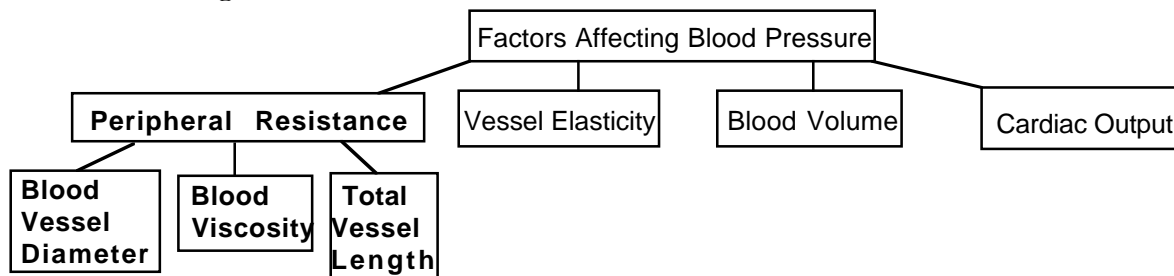 Factors Affecting Blood Pressure
Peripheral Resistance
Vessel Elasticity
Blood Volume
Cardiac Output
Blood
Vessel
Diameter
Blood
Viscosity
Total
Vessel
Length